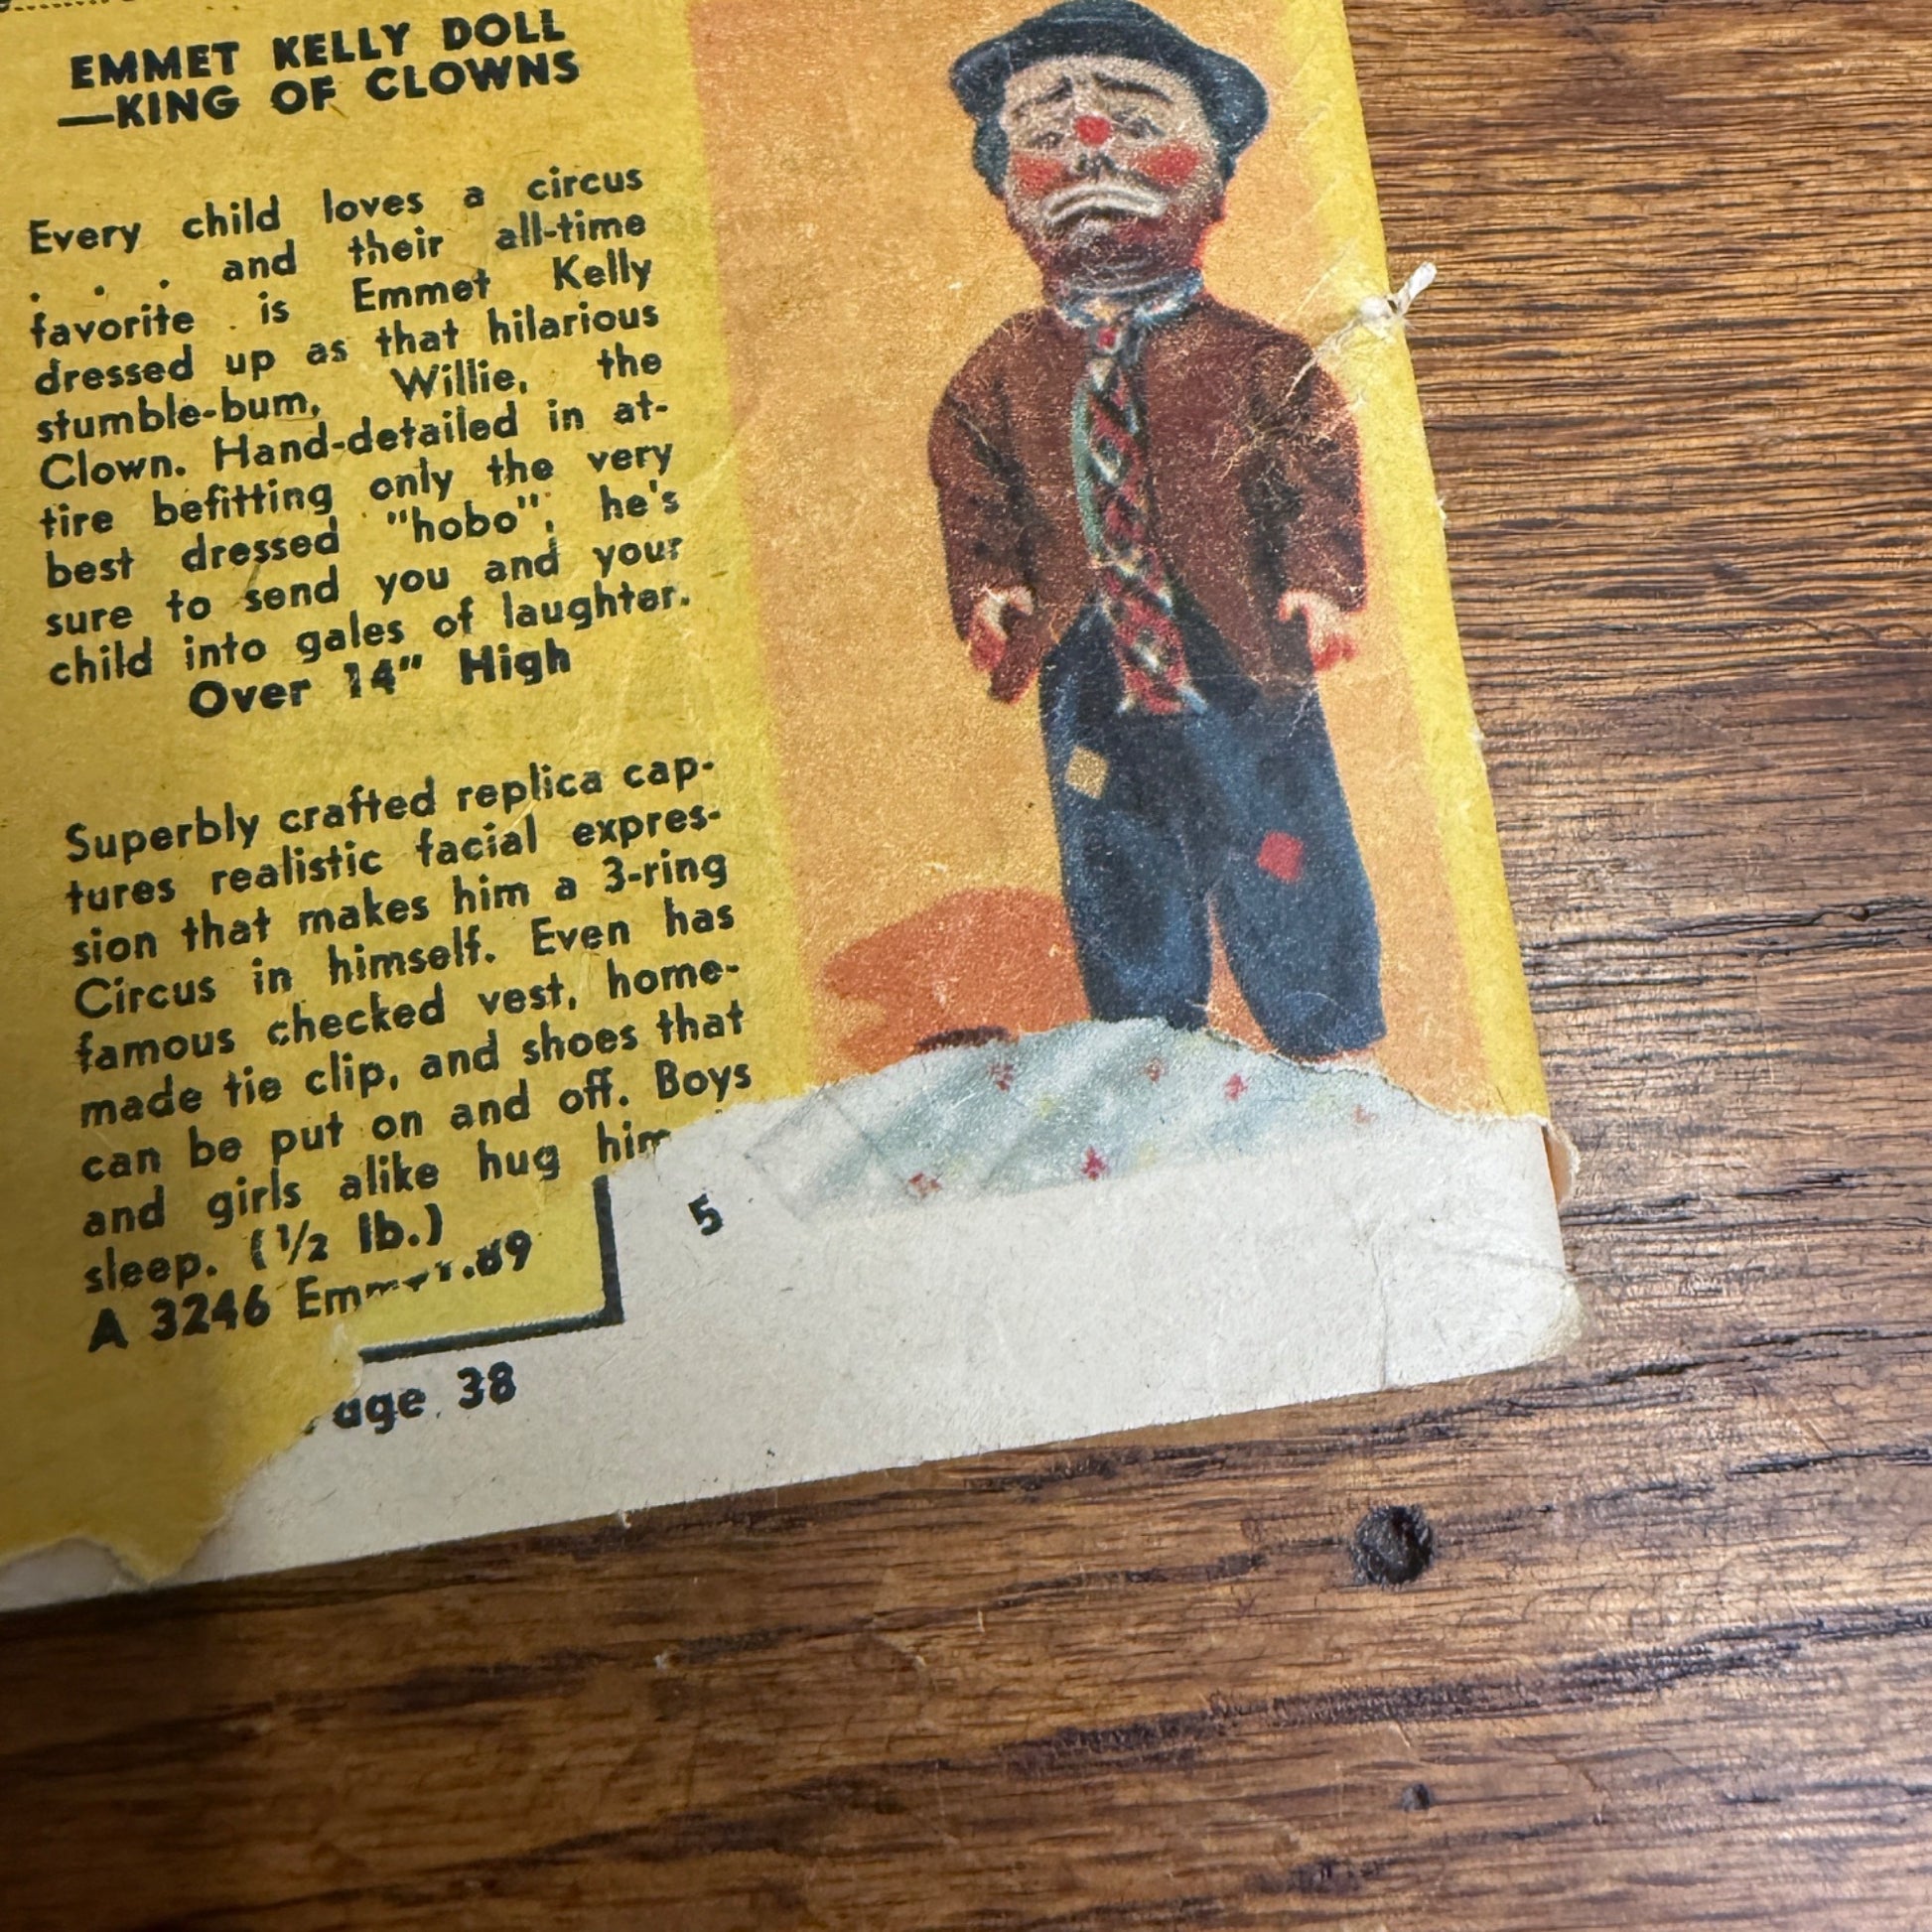 EMMET KELLY DOLL
—KING OF CLOWNS
Every child loves a circus
. . . and their all-time
favorite is Emmet Kelly
dressed up as that hilarious
stumble-bum, Willie, the
Clown. Hand-detailed in at-
tire befitting only the very
best dressed "hobo", he's
sure to send you and your
child into gales of laughter.
Over 14" High
Superbly crafted replica cap-
tures realistic facial expres-
sion that makes him a 3-ring
Circus in himself. Even has
famous checked vest, home-
made tie clip, and shoes that
can be put on and off. Boys
and girls alike hug him
sleep. (½ lb.)
A 3246 Em .89
5
age 38